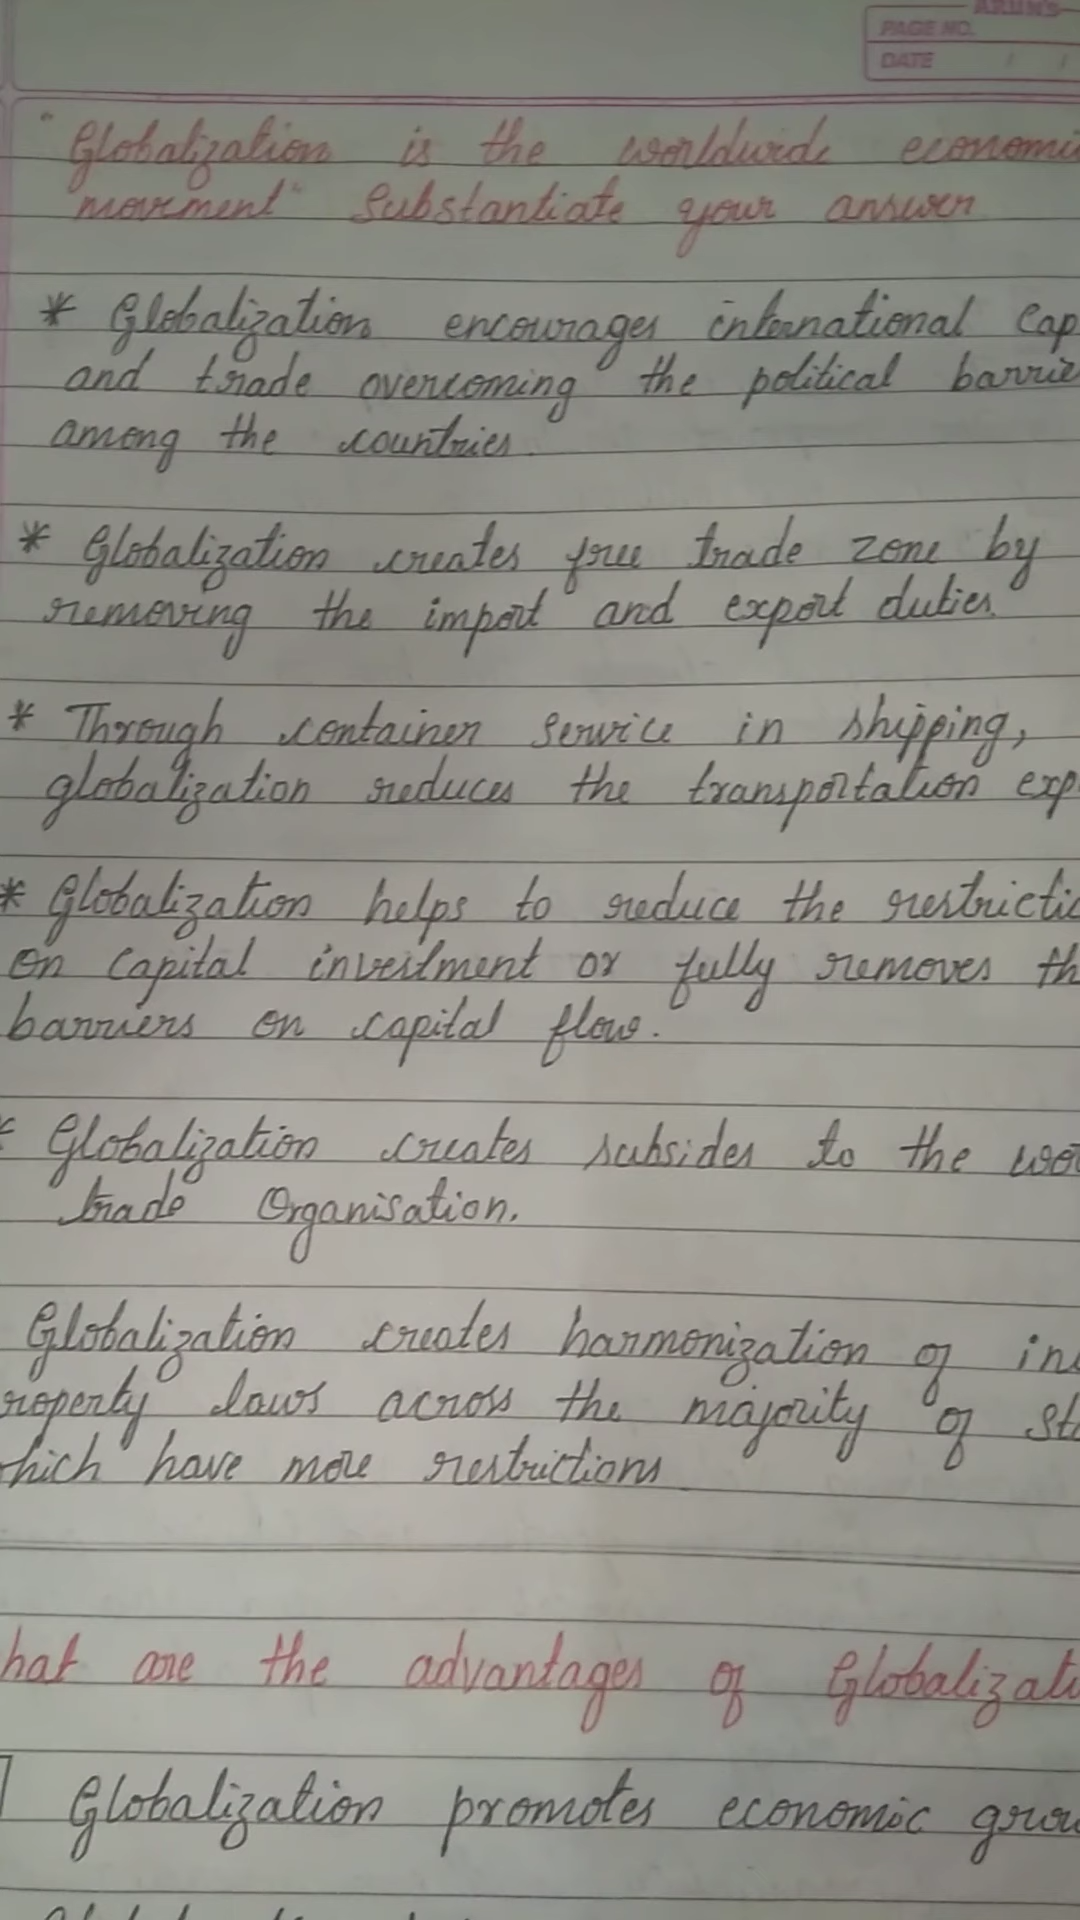 ARUN'S
PAGE NO.
DATE / /
"Globalization is the worldwide economi
movement" Substantiate your answer
* Globalization encourages international Cap
and trade overcoming the political barrie
among the countries.
* Globalization creates free trade zone by
removing the import and export duties.
* Through container service in shipping,
globalization reduces the transportation exp
* Globalization helps to reduce the restrictio
on capital investment or fully removes th
barriers on capital flow.
* Globalization creates subsides to the wo
trade Organisation.
Globalization creates harmonization of in
roperty laws across the majority of st
hich have more restrictions
hat are the advantages of Globalizati
] Globalization promotes economic grow